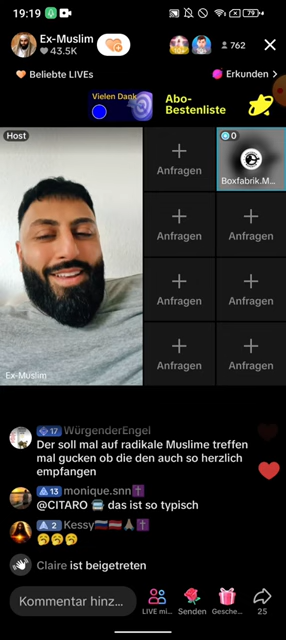 19:19
79
Ex-Muslim
43.5K
762
Beliebte LIVEs
Erkunden >
Vielen Dank
Abo-
Bestenliste
Host
0
Anfragen
Boxfabrik.M...
Anfragen
Anfragen
Anfragen
Anfragen
Anfragen
Anfragen
Ex-Muslim
17 WürgenderEngel
Der soll mal auf radikale Muslime treffen
mal gucken ob die den auch so herzlich
empfangen
13 monique.snn
@CITARO das ist so typisch
2 Kessy
Claire ist beigetreten
Kommentar hinz...
LIVE mi...
Senden
Gesche...
25